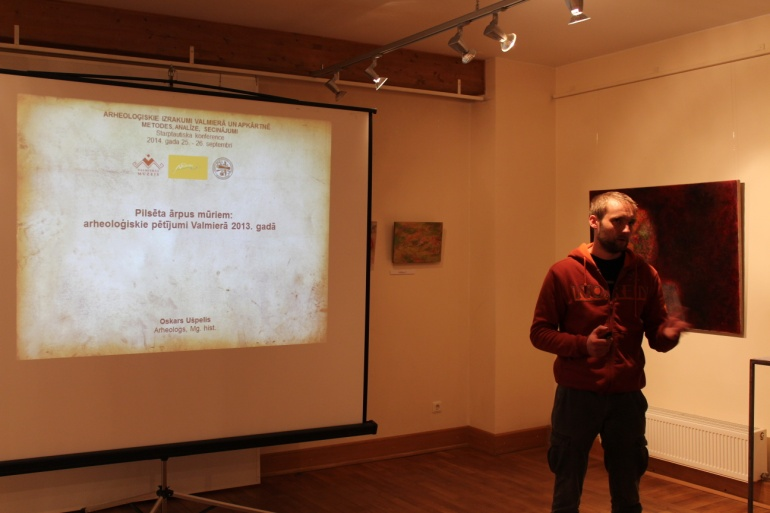 ARHEOLOĢISKIE IZRAKUMI VALMIERĀ UN APKĀRTNĒ
METODES, ANALĪZE, SECINĀJUMI
Starptautiska konference
2014. gada 25. - 26. septembrī
Pilsēta ārpus mūriem:
arheoloģiskie pētījumi Valmierā 2013. gadā
Oskars Ušpelis
Arheologs, Mg. hist.